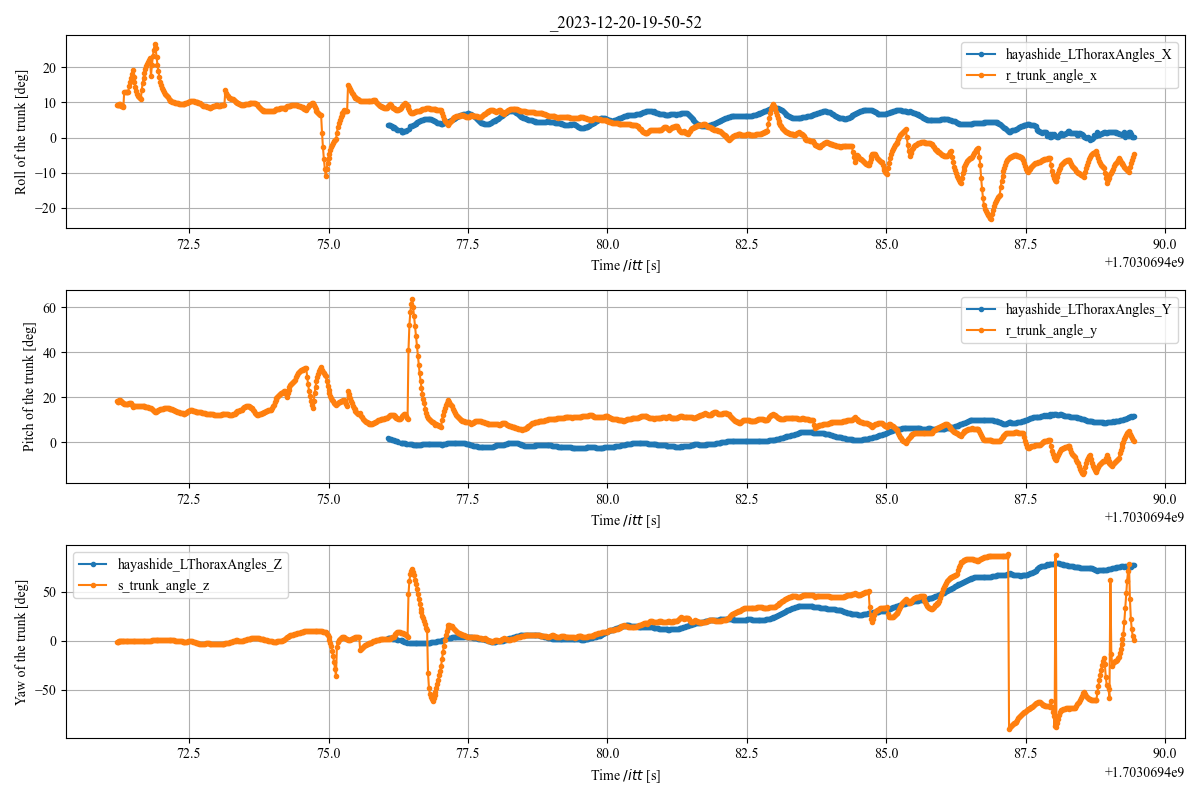 _2023-12-20-19-50-52
Roll of the trunk [deg]
20
10
0
−10
−20
hayashide_LThoraxAngles_X
r_trunk_angle_x
72.5 75.0 77.5 80.0 82.5 85.0 87.5 90.0
Time /itt [s]
+1.7030694e9
Pitch of the trunk [deg]
60
40
20
0
hayashide_LThoraxAngles_Y
r_trunk_angle_y
72.5 75.0 77.5 80.0 82.5 85.0 87.5 90.0
Time /itt [s]
+1.7030694e9
Yaw of the trunk [deg]
50
0
−50
hayashide_LThoraxAngles_Z
s_trunk_angle_z
72.5 75.0 77.5 80.0 82.5 85.0 87.5 90.0
Time /itt [s]
+1.7030694e9